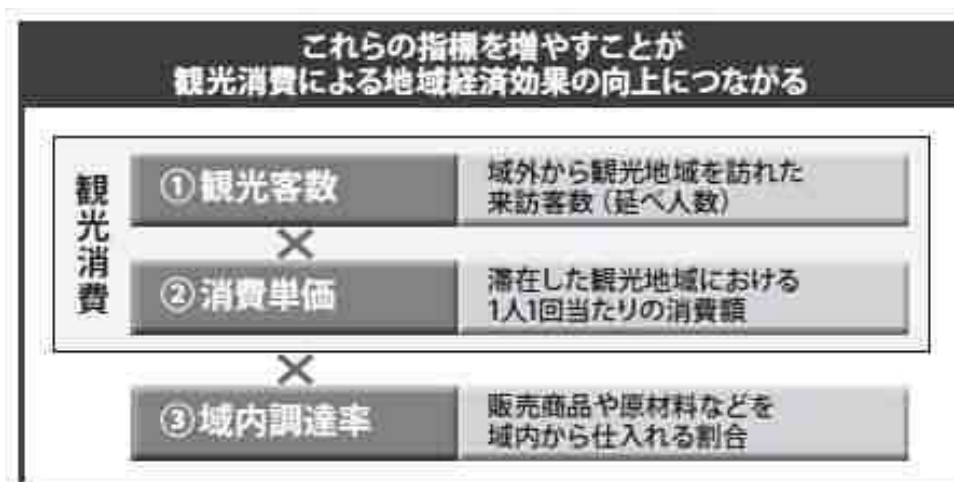 これらの指標を増やすことが
観光消費による地域経済効果の向上につながる
観光消費
①観光客数
域外から観光地域を訪れた
来訪客数(延べ人数)
×
②消費単価
滞在した観光地域における
1人1回当たりの消費額
×
③域内調達率
販売商品や原材料などを
域内から仕入れる割合